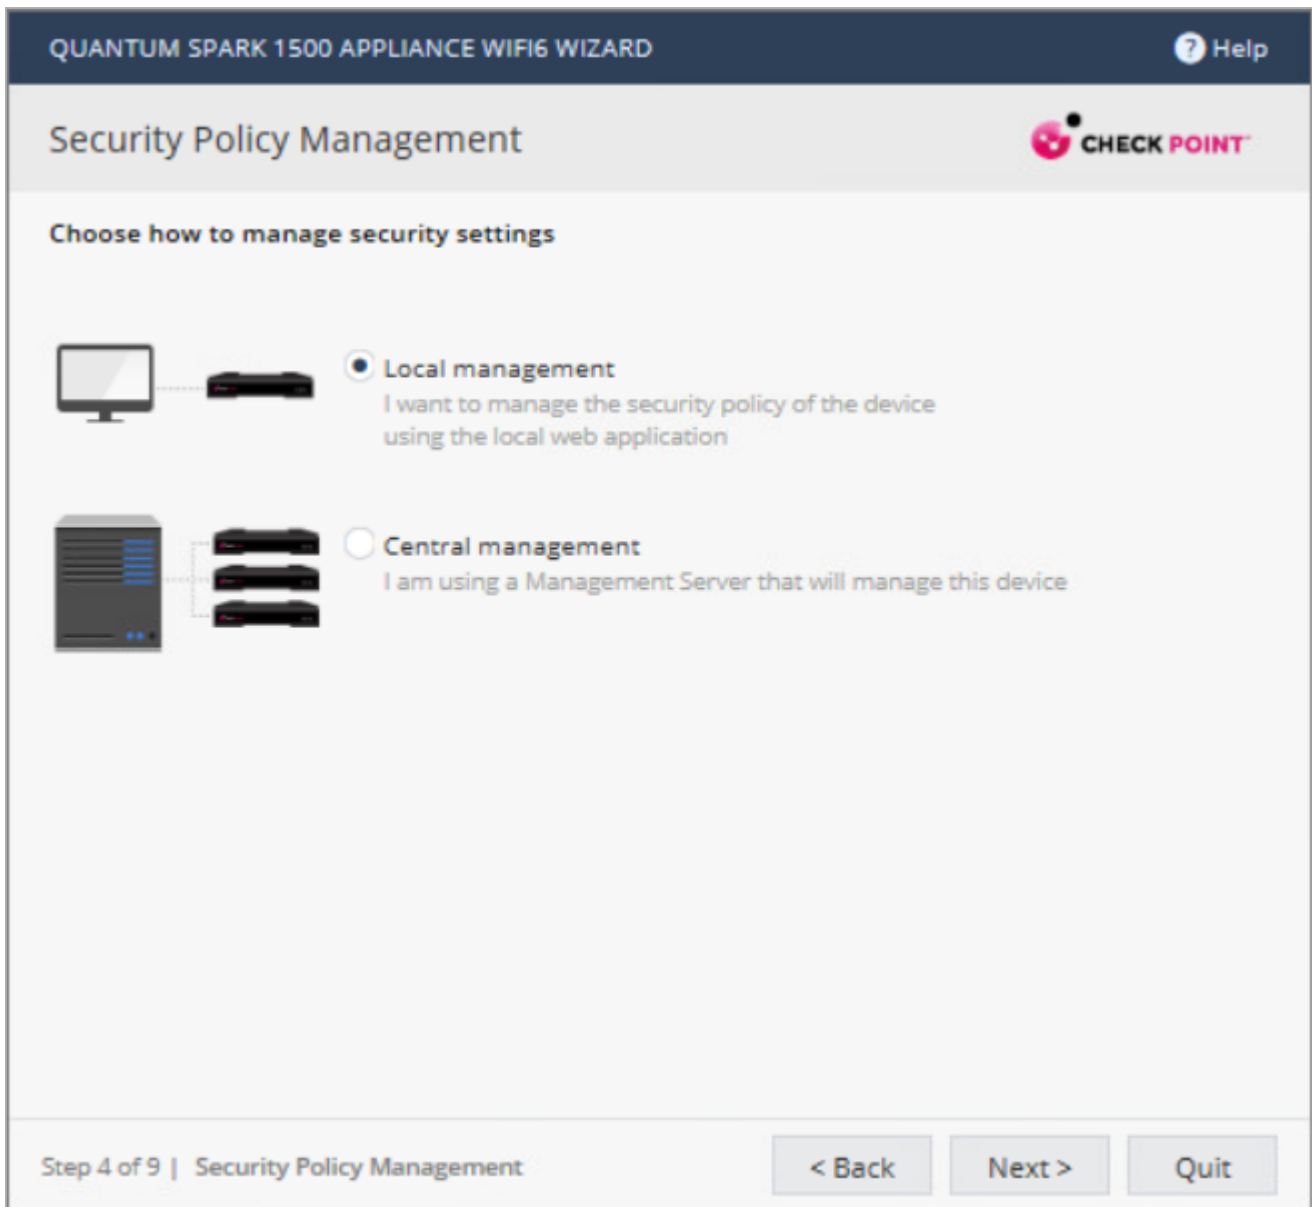 QUANTUM SPARK 1500 APPLIANCE WIFI6 WIZARD
? Help
Security Policy Management
CHECK POINT
Choose how to manage security settings
Local management
I want to manage the security policy of the device
using the local web application
Central management
I am using a Management Server that will manage this device
Step 4 of 9 | Security Policy Management
< Back
Next >
Quit